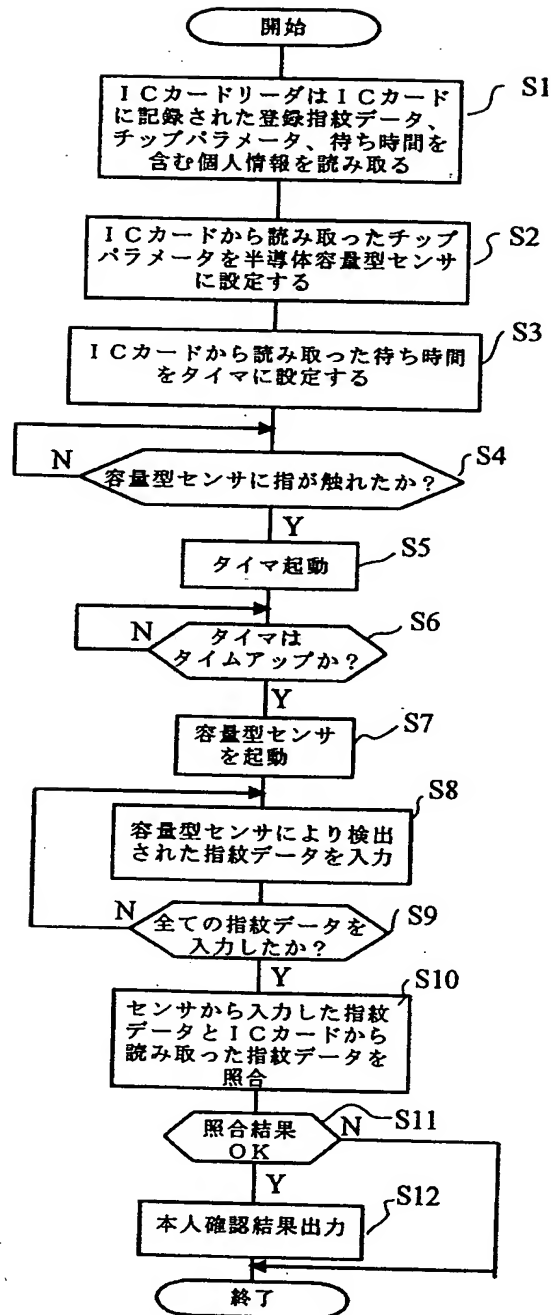 開始
S1
ＩＣカードリーダはＩＣカード
に記録された登録指紋データ、
チップパラメータ、待ち時間を
含む個人情報を読み取る
S2
ＩＣカードから読み取ったチップ
パラメータを半導体容量型センサ
に設定する
S3
ＩＣカードから読み取った待ち時間
をタイマに設定する
S4
N
容量型センサに指が触れたか？
Y
S5
タイマ起動
S6
N
タイマは
タイムアップか？
Y
S7
容量型センサ
を起動
S8
容量型センサにより検出
された指紋データを入力
N
S9
全ての指紋データを
入力したか？
Y
S10
センサから入力した指紋
データとＩＣカードから
読み取った指紋データを
照合
S11
照合結果
ＯＫ
N
Y
S12
本人確認結果出力
終了